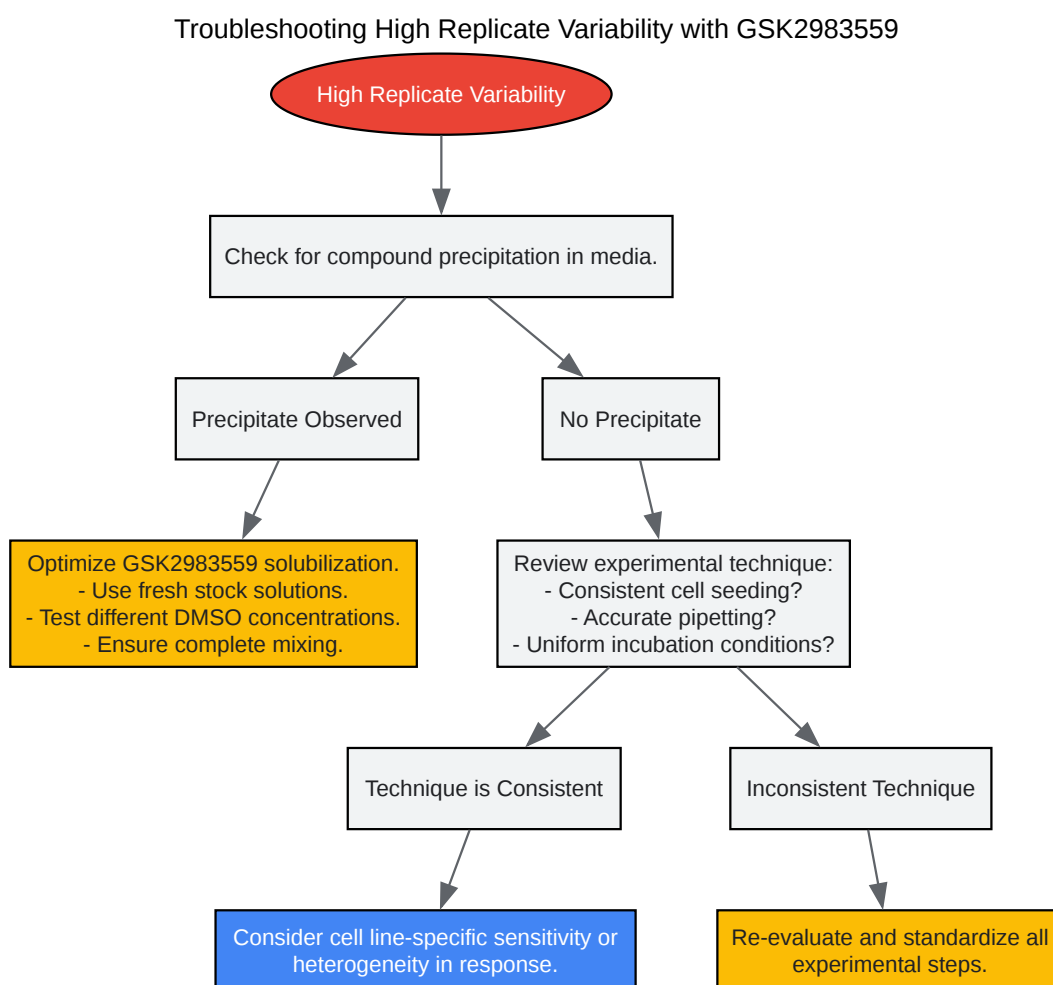 Troubleshooting High Replicate Variability with GSK2983559
High Replicate Variability
Check for compound precipitation in media.
Precipitate Observed
No Precipitate
Optimize GSK2983559 solubilization.
- Use fresh stock solutions.
- Test different DMSO concentrations.
- Ensure complete mixing.
Review experimental technique:
- Consistent cell seeding?
- Accurate pipetting?
- Uniform incubation conditions?
Technique is Consistent
Inconsistent Technique
Consider cell line-specific sensitivity or
heterogeneity in response.
Re-evaluate and standardize all
experimental steps.